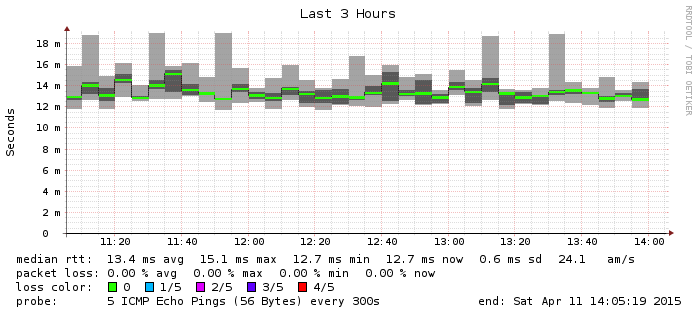 Last 3 Hours
RRDTOOL / TOBI OETIKER
Seconds
18 m
16 m
14 m
12 m
10 m
8 m
6 m
4 m
2 m
0
11:20 11:40 12:00 12:20 12:40 13:00 13:20 13:40 14:00
median rtt: 13.4 ms avg 15.1 ms max 12.7 ms min 12.7 ms now 0.6 ms sd 24.1 am/s
packet loss: 0.00 % avg 0.00 % max 0.00 % min 0.00 % now
loss color: 0 1/5 2/5 3/5 4/5
probe: 5 ICMP Echo Pings (56 Bytes) every 300s end: Sat Apr 11 14:05:19 2015